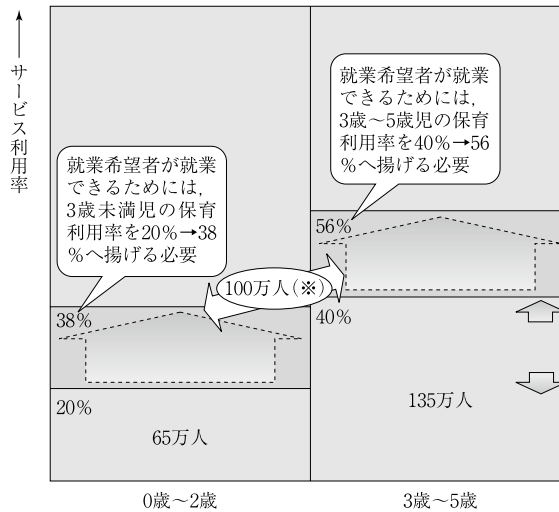 サービス利用率
就業希望者が就業
できるためには,
3歳～5歳児の保育
利用率を40%→56
%へ揚げる必要
就業希望者が就業
できるためには,
3歳未満児の保育
利用率を20%→38
%へ揚げる必要
56%
100万人(※)
38%
40%
20%
135万人
65万人
0歳～2歳
3歳～5歳